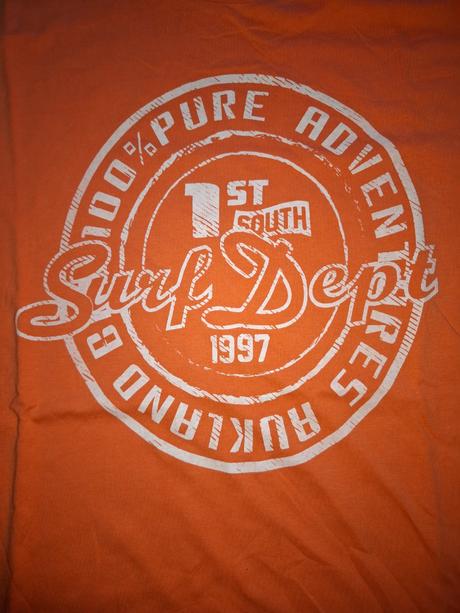 100% PURE ADVENTURES AUKLAND
1ST
SOUTH
Surf Dept
1997